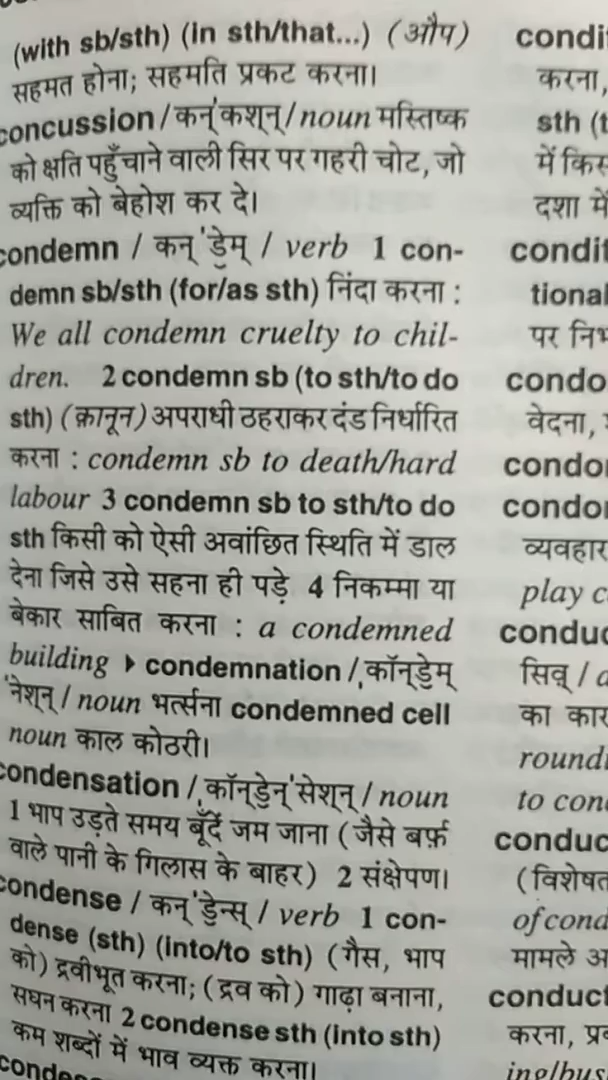 (with sb/sth) (in sth/that...) (औप)
सहमत होना; सहमति प्रकट करना।
concussion / कन्'कशन् / noun मस्तिष्क
को क्षति पहुँचाने वाली सिर पर गहरी चोट, जो
व्यक्ति को बेहोश कर दे।
condemn / कन्'डेम् / verb 1 con-
demn sb/sth (for/as sth) निंदा करना :
We all condemn cruelty to chil-
dren. 2 condemn sb (to sth/to do
sth) (क़ानून) अपराधी ठहराकर दंड निर्धारित
करना : condemn sb to death/hard
labour 3 condemn sb to sth/to do
sth किसी को ऐसी अवांछित स्थिति में डाल
देना जिसे उसे सहना ही पड़े 4 निकम्मा या
बेकार साबित करना : a condemned
building ▸ condemnation /ˌकॉन्डेम्
'नेशन् / noun भर्त्सना condemned cell
noun काल कोठरी।
condensation /ˌकॉन्डेन्'सेशन् / noun
1 भाप उड़ते समय बूँदें जम जाना (जैसे बर्फ़
वाले पानी के गिलास के बाहर) 2 संक्षेपण।
condense / कन्'डेन्स् / verb 1 con-
dense (sth) (into/to sth) (गैस, भाप
को) द्रवीभूत करना; (द्रव को) गाढ़ा बनाना,
सघन करना 2 condense sth (into sth)
कम शब्दों में भाव व्यक्त करना।
condi
करना,
sth (t
में किस
दशा में
condit
tional
पर निभ
condo
वेदना,
condo
condo
व्यवहार
play c
conduc
सिव् / a
का कार
round
to con
conduc
(विशेषत
of cond
मामले अ
conduct
करना, प्र
ing/bus